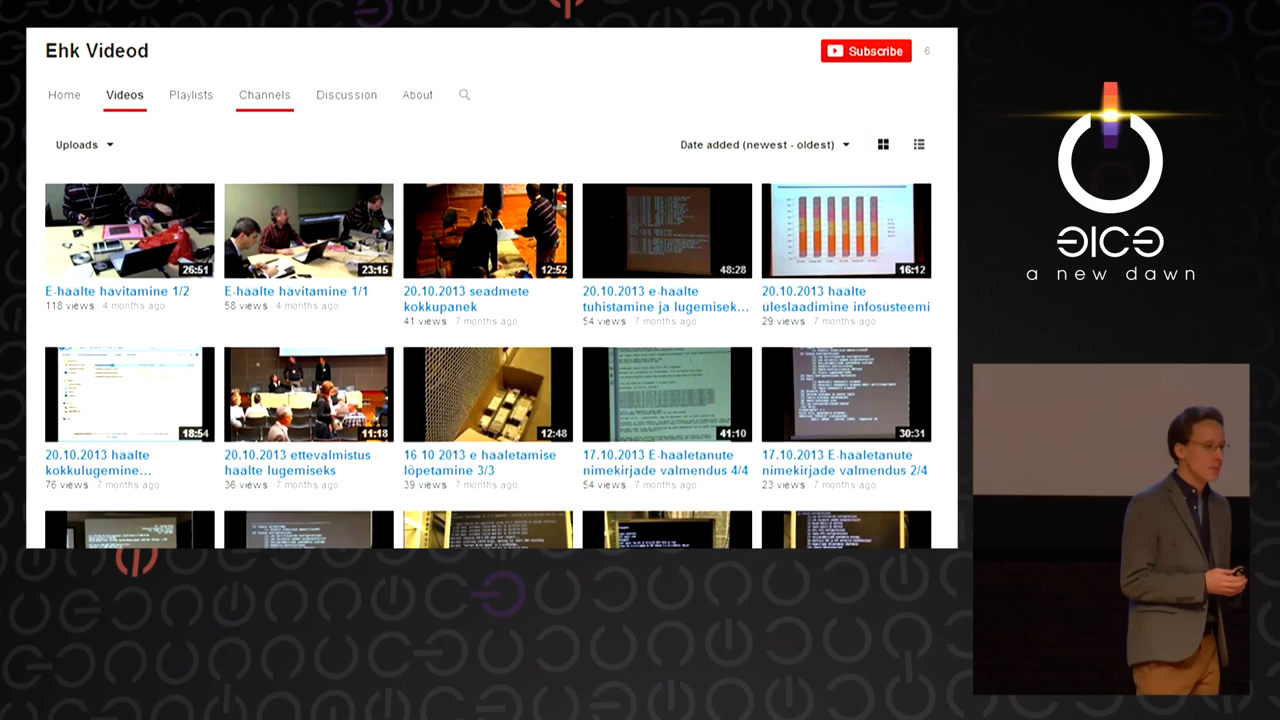 Ehk Videod
Subscribe 6
Home Videos Playlists Channels Discussion About
Uploads Date added (newest - oldest)
26:51 23:15 12:52 48:28 16:12
E-haalte havitamine 1/2
118 views 4 months ago
E-haalte havitamine 1/1
58 views 4 months ago
20.10.2013 seadmete
kokkupanek
41 views 7 months ago
20.10.2013 e-haalte
tuhistamine ja lugemisek...
54 views 7 months ago
20.10.2013 haalte
uleslaadimine infosusteemi
29 views 7 months ago
18:54 11:18 12:48 41:10 30:31
20.10.2013 haalte
kokkulugemine...
76 views 7 months ago
20.10.2013 ettevalmistus
haalte lugemiseks
36 views 7 months ago
16 10 2013 e haaletamise
löpetamine 3/3
39 views 7 months ago
17.10.2013 E-haaletanute
nimekirjade valmendus 4/4
54 views 7 months ago
17.10.2013 E-haaletanute
nimekirjade valmendus 2/4
23 views 7 months ago
a new dawn